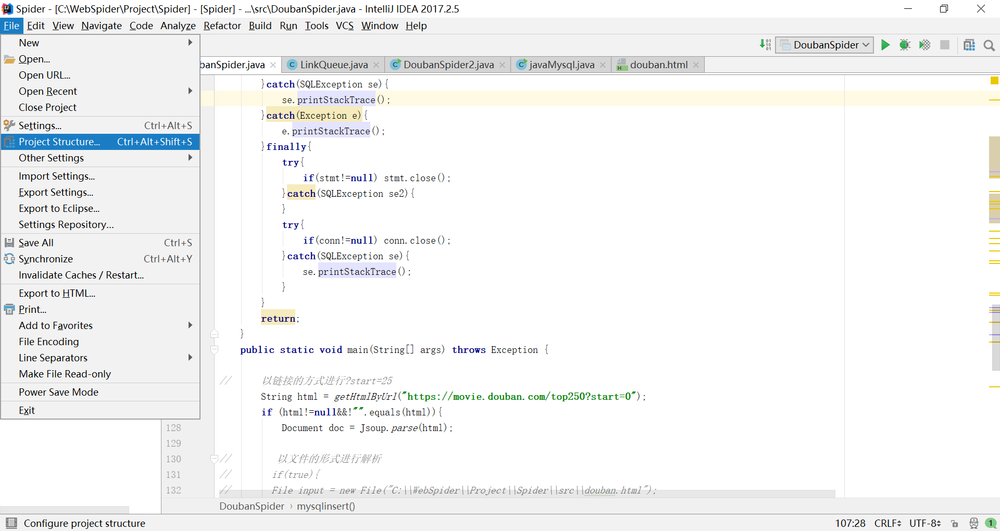 Spider - [C:\WebSpider\Project\Spider] - [Spider] - ...\src\DoubanSpider.java - IntelliJ IDEA 2017.2.5
File Edit View Navigate Code Analyze Refactor Build Run Tools VCS Window Help
DoubanSpider
banSpider.java LinkQueue.java DoubanSpider2.java javaMysql.java douban.html
New
Open...
Open URL...
Open Recent
Close Project
Settings... Ctrl+Alt+S
Project Structure... Ctrl+Alt+Shift+S
Other Settings
Import Settings...
Export Settings...
Export to Eclipse...
Settings Repository...
Save All Ctrl+S
Synchronize Ctrl+Alt+Y
Invalidate Caches / Restart...
Export to HTML...
Print...
Add to Favorites
File Encoding
Line Separators
Make File Read-only
Power Save Mode
Exit
}catch(SQLException se){
se.printStackTrace();
}catch(Exception e){
e.printStackTrace();
}finally{
try{
if(stmt!=null) stmt.close();
}catch(SQLException se2){
}
try{
if(conn!=null) conn.close();
}catch(SQLException se){
se.printStackTrace();
}
}
return;
}
public static void main(String[] args) throws Exception {
// 以链接的方式进行?start=25
String html = getHtmlByUrl("https://movie.douban.com/top250?start=0");
if (html!=null&&!"".equals(html)){
128 Document doc = Jsoup.parse(html);
129
130 // 以文件的形式进行解析
131 // if(true){
132 // File input = new File("C:\\WebSpider\\Project\\Spider\\src\\douban.html");
DoubanSpider › mysqlinsert()
Configure project structure 107:28 CRLF UTF-8 1